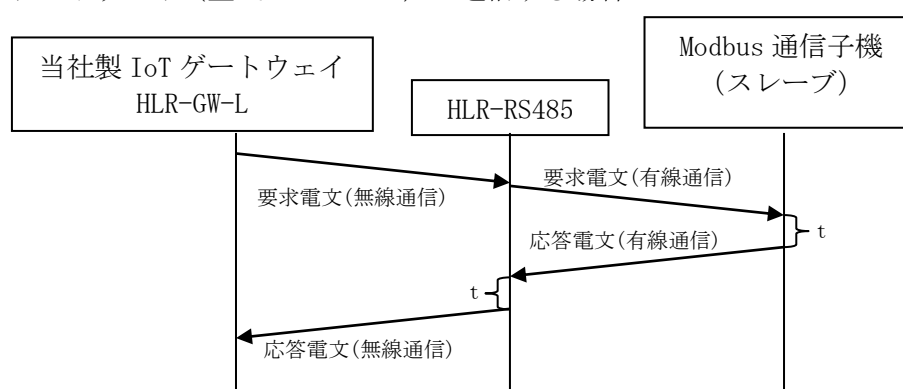 当社製 IoT ゲートウェイ
HLR-GW-L
HLR-RS485
Modbus 通信子機
(スレーブ)
要求電文(無線通信)
要求電文(有線通信)
t
応答電文(有線通信)
t
応答電文(無線通信)